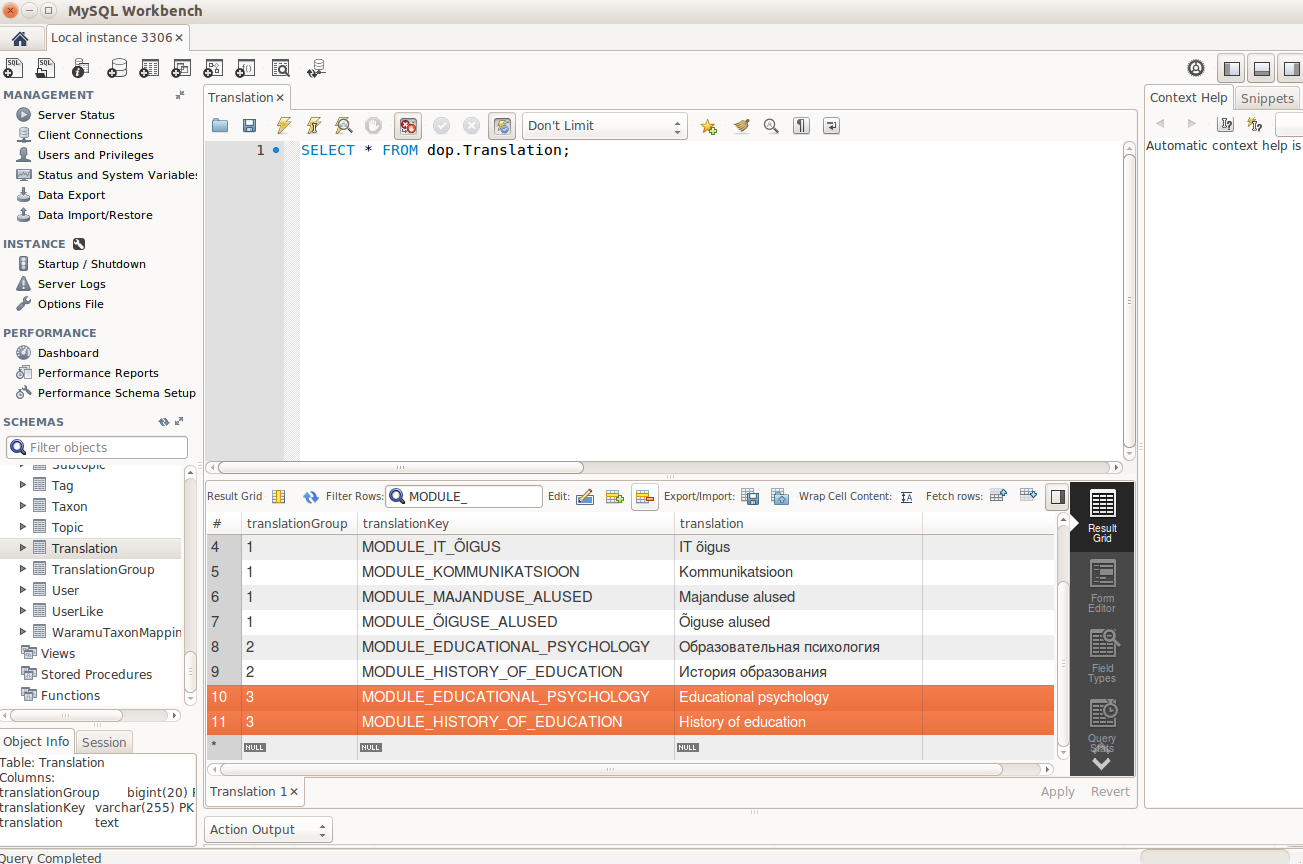 MySQL Workbench
Local instance 3306
MANAGEMENT
Server Status
Client Connections
Users and Privileges
Status and System Variables
Data Export
Data Import/Restore
INSTANCE
Startup / Shutdown
Server Logs
Options File
PERFORMANCE
Dashboard
Performance Reports
Performance Schema Setup
SCHEMAS
Filter objects
Subtopic
Tag
Taxon
Topic
Translation
TranslationGroup
User
UserLike
WaramuTaxonMappin
Views
Stored Procedures
Functions
Object Info Session
Table: Translation
Columns:
translationGroup bigint(20) P
translationKey varchar(255) PK
translation text
Translation
Don't Limit
1 SELECT * FROM dop.Translation;
Result Grid Filter Rows: MODULE_ Edit: Export/Import: Wrap Cell Content: Fetch rows:
# translationGroup translationKey translation
4 1 MODULE_IT_ÕIGUS IT õigus
5 1 MODULE_KOMMUNIKATSIOON Kommunikatsioon
6 1 MODULE_MAJANDUSE_ALUSED Majanduse alused
7 1 MODULE_ÕIGUSE_ALUSED Õiguse alused
8 2 MODULE_EDUCATIONAL_PSYCHOLOGY Образовательная психология
9 2 MODULE_HISTORY_OF_EDUCATION История образования
10 3 MODULE_EDUCATIONAL_PSYCHOLOGY Educational psychology
11 3 MODULE_HISTORY_OF_EDUCATION History of education
* NULL NULL NULL
Result
Grid
Form
Editor
Field
Types
Query
Stats
Translation 1
Apply Revert
Action Output
Context Help Snippets
Automatic context help is
Query Completed